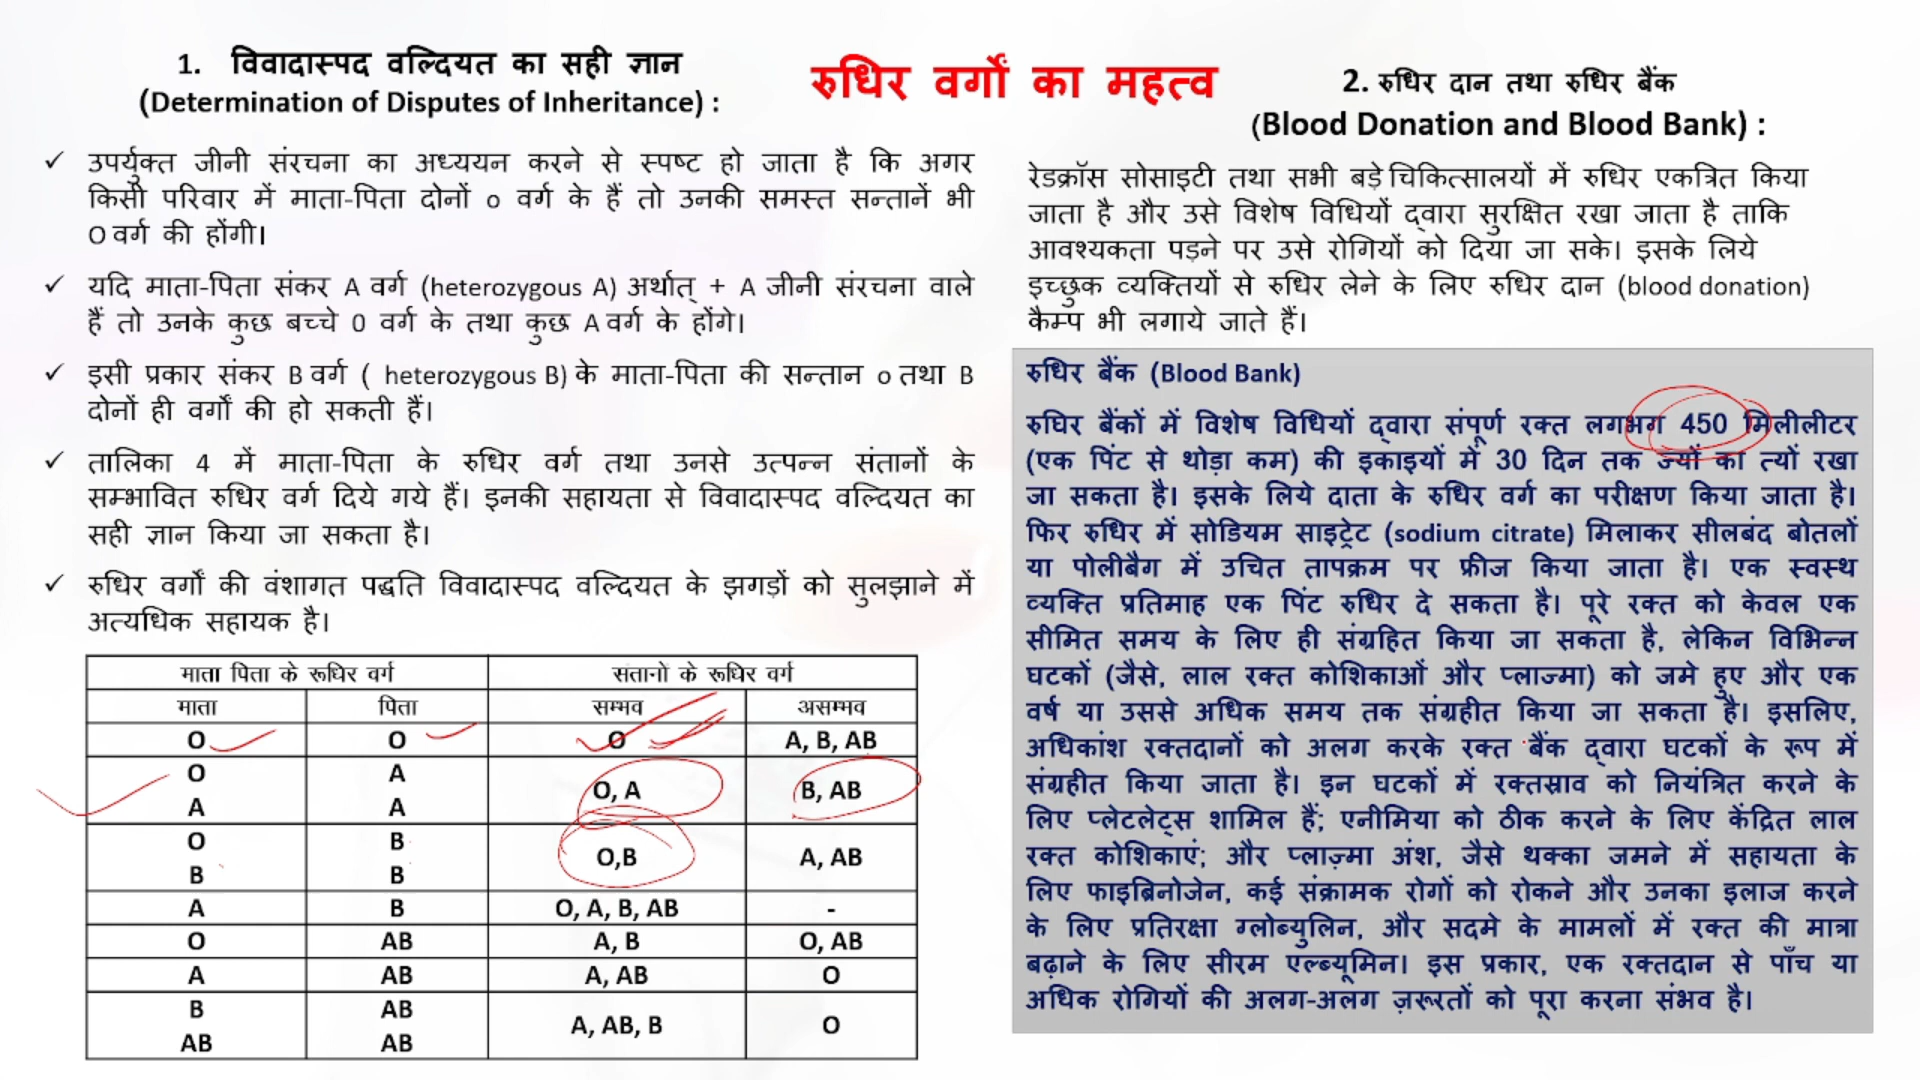 रुधिर वर्गों का महत्व
1. विवादास्पद वल्दियत का सही ज्ञान
(Determination of Disputes of Inheritance) :
✓ उपर्युक्त जीनी संरचना का अध्ययन करने से स्पष्ट हो जाता है कि अगर
किसी परिवार में माता-पिता दोनों o वर्ग के हैं तो उनकी समस्त सन्तानें भी
O वर्ग की होंगी।
✓ यदि माता-पिता संकर A वर्ग (heterozygous A) अर्थात् + A जीनी संरचना वाले
हैं तो उनके कुछ बच्चे 0 वर्ग के तथा कुछ A वर्ग के होंगे।
✓ इसी प्रकार संकर B वर्ग ( heterozygous B) के माता-पिता की सन्तान o तथा B
दोनों ही वर्गों की हो सकती हैं।
✓ तालिका 4 में माता-पिता के रुधिर वर्ग तथा उनसे उत्पन्न संतानों के
सम्भावित रुधिर वर्ग दिये गये हैं। इनकी सहायता से विवादास्पद वल्दियत का
सही ज्ञान किया जा सकता है।
✓ रुधिर वर्गों की वंशागत पद्धति विवादास्पद वल्दियत के झगड़ों को सुलझाने में
अत्यधिक सहायक है।
माता पिता के रूधिर वर्ग संतानो के रूधिर वर्ग
माता पिता सम्भव असम्भव
O O O A, B, AB
O A
O, A B, AB
A A
O B
O,B A, AB
B B
A B O, A, B, AB -
O AB A, B O, AB
A AB A, AB O
B AB
A, AB, B O
AB AB
2. रुधिर दान तथा रुधिर बैंक
(Blood Donation and Blood Bank) :
रेडक्रॉस सोसाइटी तथा सभी बड़े चिकित्सालयों में रुधिर एकत्रित किया
जाता है और उसे विशेष विधियों द्वारा सुरक्षित रखा जाता है ताकि
आवश्यकता पड़ने पर उसे रोगियों को दिया जा सके। इसके लिये
इच्छुक व्यक्तियों से रुधिर लेने के लिए रुधिर दान (blood donation)
कैम्प भी लगाये जाते हैं।
रुधिर बैंक (Blood Bank)
रुधिर बैंकों में विशेष विधियों द्वारा संपूर्ण रक्त लगभग 450 मिलीलीटर
(एक पिंट से थोड़ा कम) की इकाइयों में 30 दिन तक ज्यों का त्यों रखा
जा सकता है। इसके लिये दाता के रुधिर वर्ग का परीक्षण किया जाता है।
फिर रुधिर में सोडियम साइट्रेट (sodium citrate) मिलाकर सीलबंद बोतलों
या पोलीबैग में उचित तापक्रम पर फ्रीज किया जाता है। एक स्वस्थ
व्यक्ति प्रतिमाह एक पिंट रुधिर दे सकता है। पूरे रक्त को केवल एक
सीमित समय के लिए ही संग्रहित किया जा सकता है, लेकिन विभिन्न
घटकों (जैसे, लाल रक्त कोशिकाओं और प्लाज्मा) को जमे हुए और एक
वर्ष या उससे अधिक समय तक संग्रहीत किया जा सकता है। इसलिए,
अधिकांश रक्तदानों को अलग करके रक्त बैंक द्वारा घटकों के रूप में
संग्रहीत किया जाता है। इन घटकों में रक्तस्राव को नियंत्रित करने के
लिए प्लेटलेट्स शामिल हैं; एनीमिया को ठीक करने के लिए केंद्रित लाल
रक्त कोशिकाएं; और प्लाज़्मा अंश, जैसे थक्का जमने में सहायता के
लिए फाइब्रिनोजेन, कई संक्रामक रोगों को रोकने और उनका इलाज करने
के लिए प्रतिरक्षा ग्लोब्युलिन, और सदमे के मामलों में रक्त की मात्रा
बढ़ाने के लिए सीरम एल्ब्यूमिन। इस प्रकार, एक रक्तदान से पाँच या
अधिक रोगियों की अलग-अलग ज़रूरतों को पूरा करना संभव है।